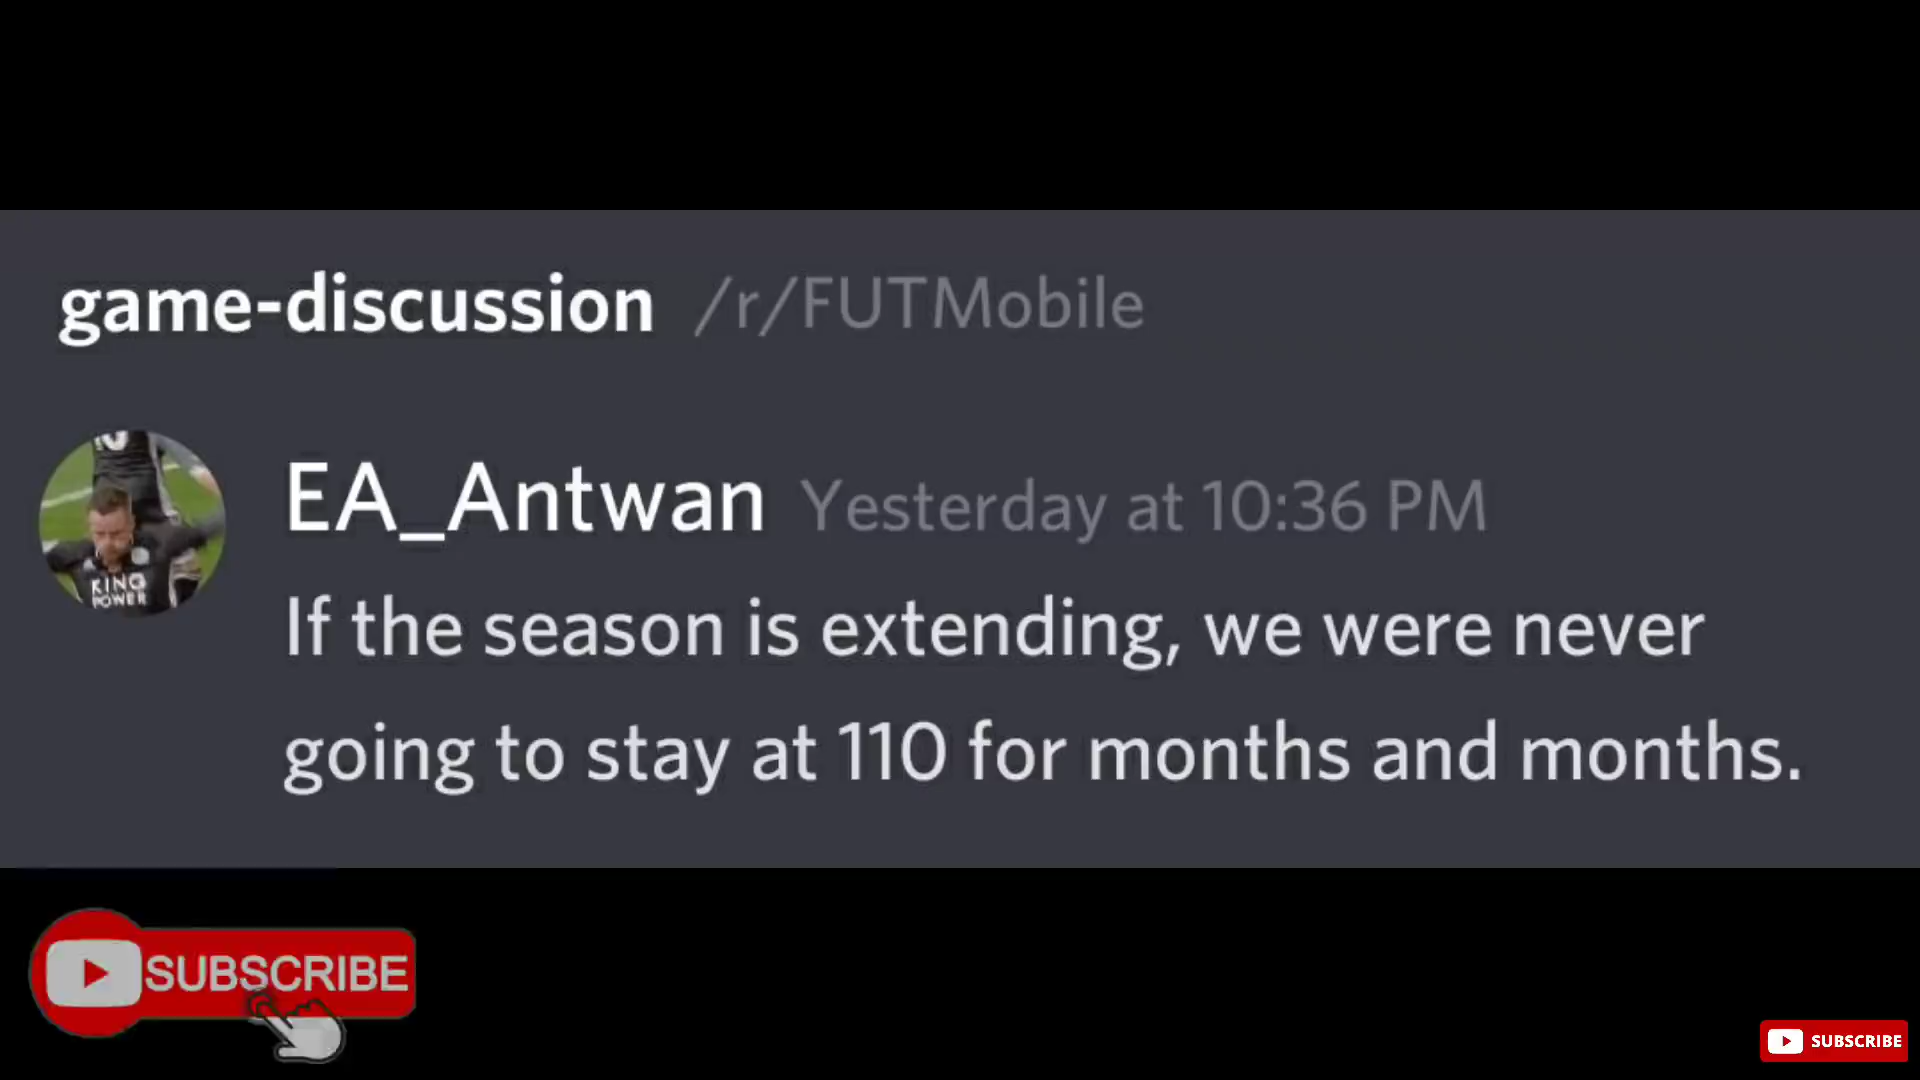 game-discussion /r/FUTMobile
EA_Antwan Yesterday at 10:36 PM
KING
POWER
If the season is extending, we were never
going to stay at 110 for months and months.
SUBSCRIBE
SUBSCRIBE